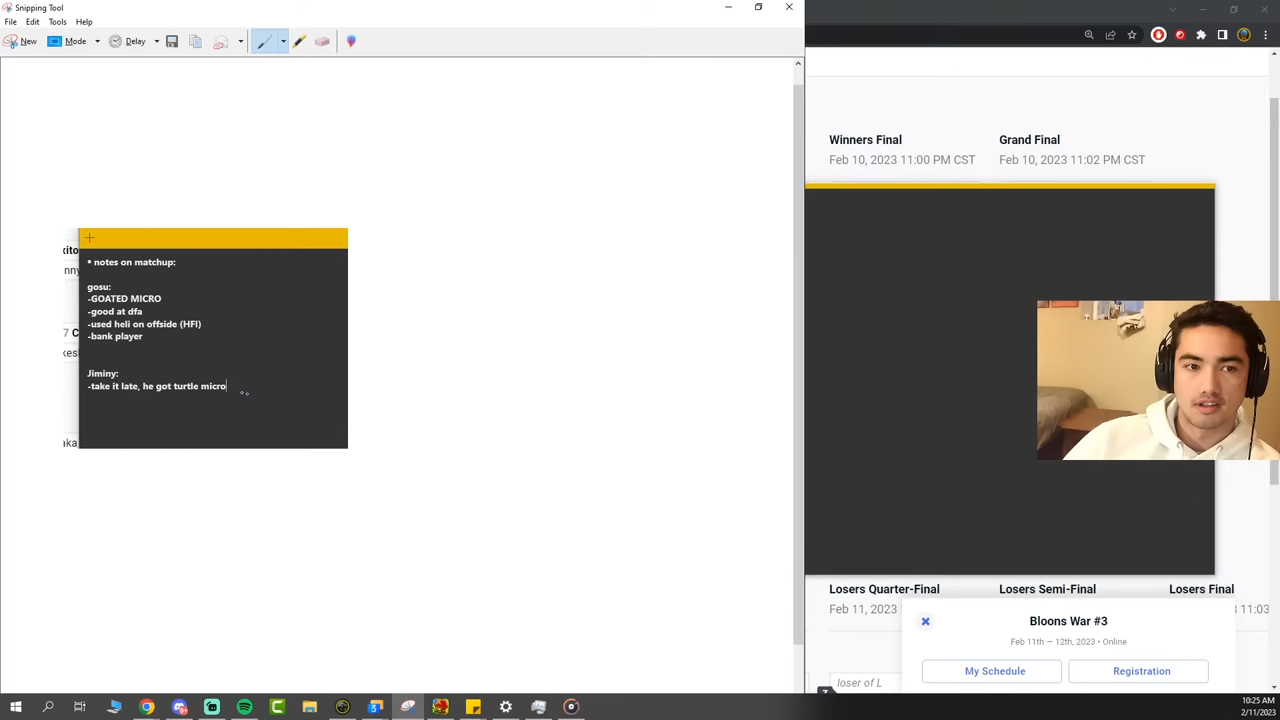 Snipping Tool
File Edit Tools Help
New Mode Delay
Winners Final
Grand Final
Feb 10, 2023 11:00 PM CST
Feb 10, 2023 11:02 PM CST
• notes on matchup:
gosu:
-GOATED MICRO
-good at dfa
-used heli on offside (HFI)
-bank player
Jiminy:
-take it late, he got turtle micro
Losers Quarter-Final
Losers Semi-Final
Losers Final
Feb 11, 2023
Bloons War #3
Feb 11th — 12th, 2023 • Online
My Schedule
Registration
loser of L
10:25 AM
2/11/2023